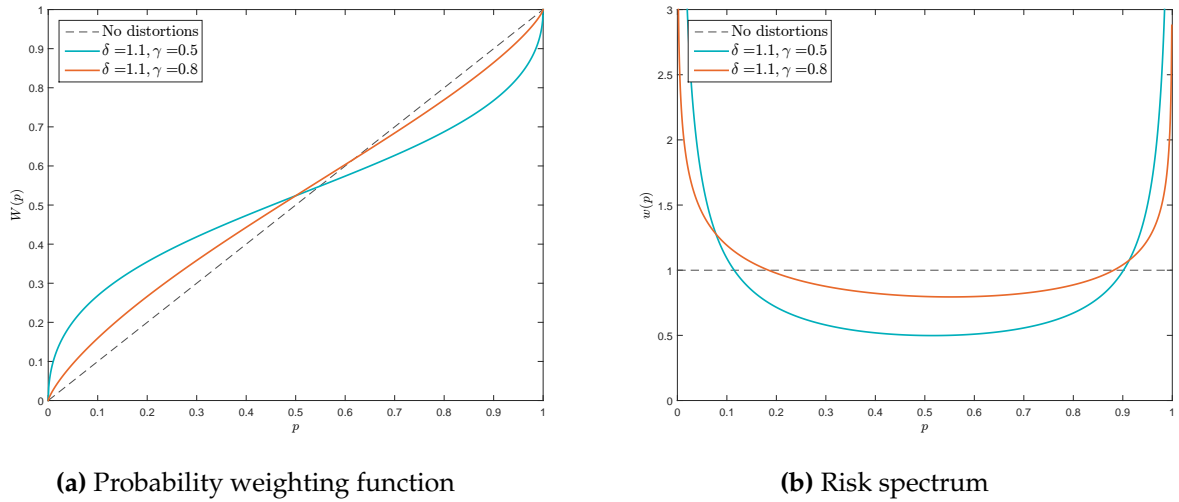 1
0.9
0.8
0.7
0.6
0.5
0.4
0.3
0.2
0.1
0
W(p)
No distortions
δ =1.1, γ =0.5
δ =1.1, γ =0.8
0 0.1 0.2 0.3 0.4 0.5 0.6 0.7 0.8 0.9 1
p
(a) Probability weighting function
3
2.5
2
1.5
1
0.5
0
w(p)
No distortions
δ =1.1, γ =0.5
δ =1.1, γ =0.8
0 0.1 0.2 0.3 0.4 0.5 0.6 0.7 0.8 0.9 1
p
(b) Risk spectrum